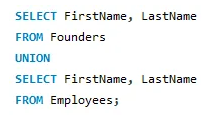 SELECT FirstName, LastName
FROM Founders
UNION
SELECT FirstName, LastName
FROM Employees;